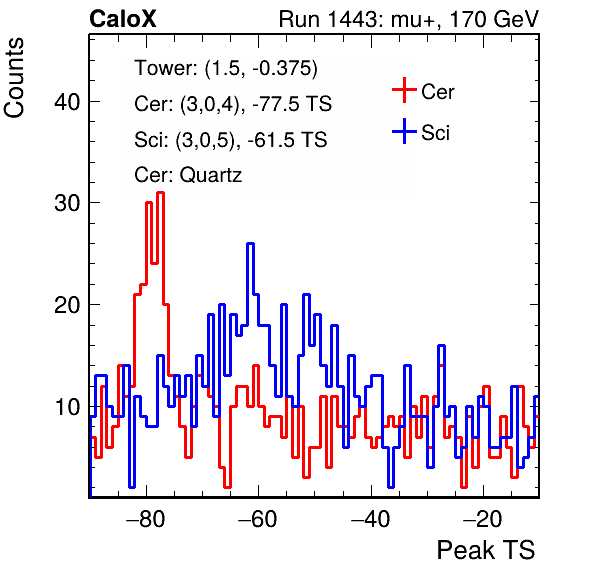 CaloX Run 1443: mu+, 170 GeV
Counts
Tower: (1.5, -0.375)
Cer: (3,0,4), -77.5 TS
Sci: (3,0,5), -61.5 TS
Cer: Quartz
Cer
Sci
40
30
20
10
−80 −60 −40 −20
Peak TS